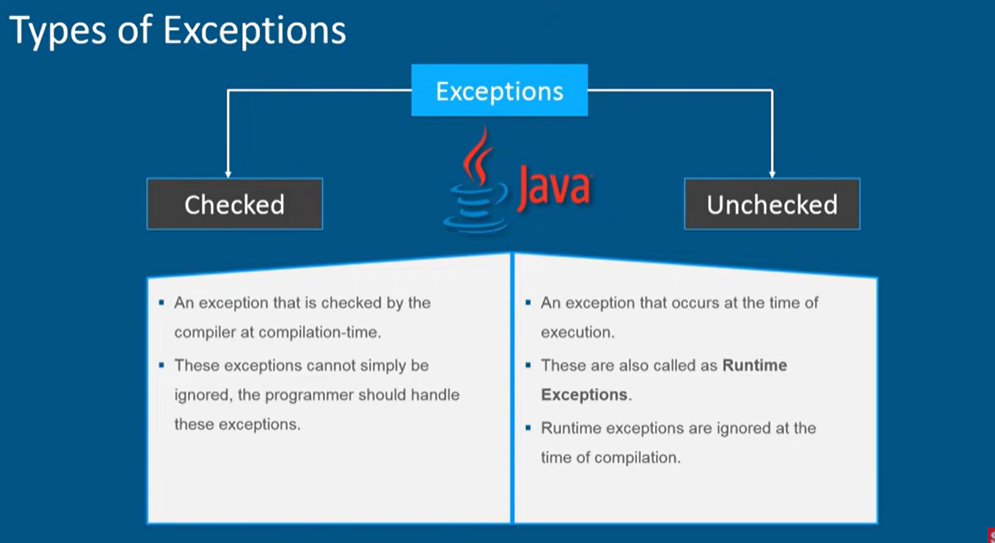 Types of Exceptions
Exceptions
Java
Checked
Unchecked
▪ An exception that is checked by the
compiler at compilation-time.
▪ These exceptions cannot simply be
ignored, the programmer should handle
these exceptions.
▪ An exception that occurs at the time of
execution.
▪ These are also called as Runtime
Exceptions.
▪ Runtime exceptions are ignored at the
time of compilation.